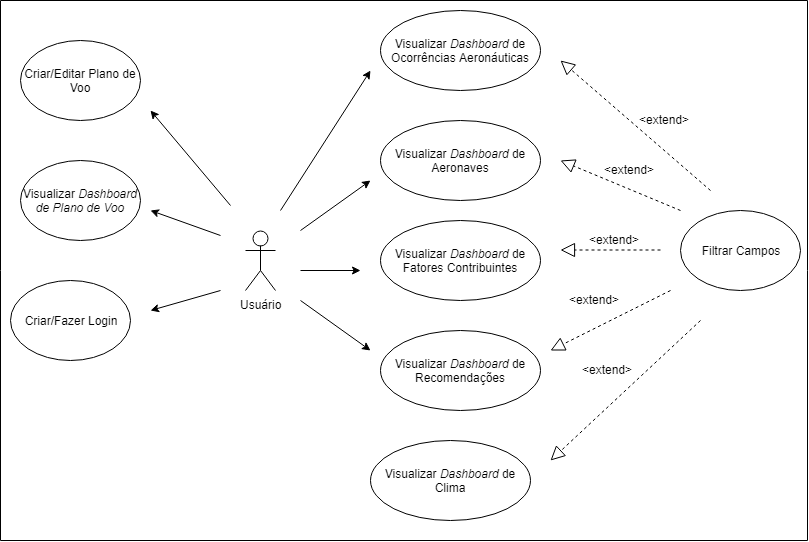 Criar/Editar Plano de
Voo
Visualizar Dashboard
de Plano de Voo
Criar/Fazer Login
Usuário
Visualizar Dashboard de
Ocorrências Aeronáuticas
Visualizar Dashboard de
Aeronaves
Visualizar Dashboard de
Fatores Contribuintes
Visualizar Dashboard de
Recomendações
Visualizar Dashboard de
Clima
<extend>
<extend>
<extend>
<extend>
<extend>
Filtrar Campos